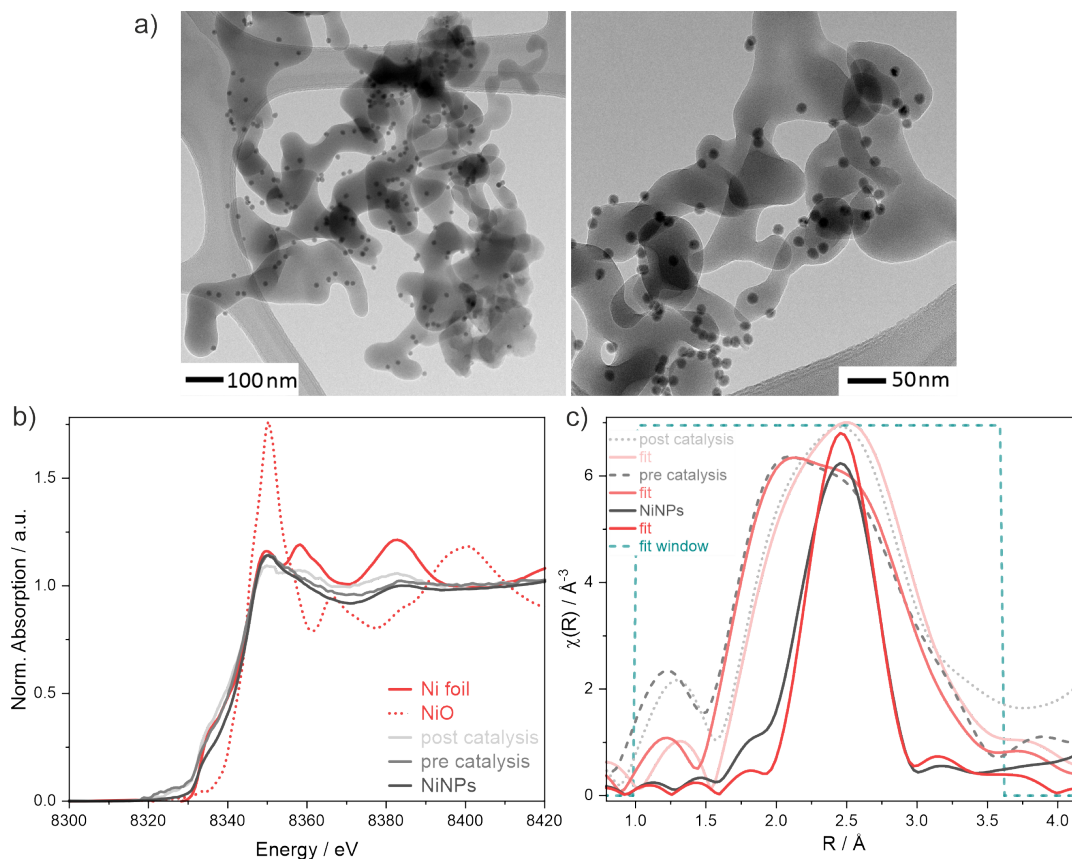 a)
100 nm
50 nm
b)
Norm. Absorption / a.u.
1.5
1.0
0.5
0.0
8300
8320
8340
8360
8380
8400
8420
Energy / eV
Ni foil
NiO
post catalysis
pre catalysis
NiNPs
c)
χ(R) / Å⁻³
6
4
2
0
1.0
1.5
2.0
2.5
3.0
3.5
4.0
R / Å
post catalysis
fit
pre catalysis
fit
NiNPs
fit
fit window